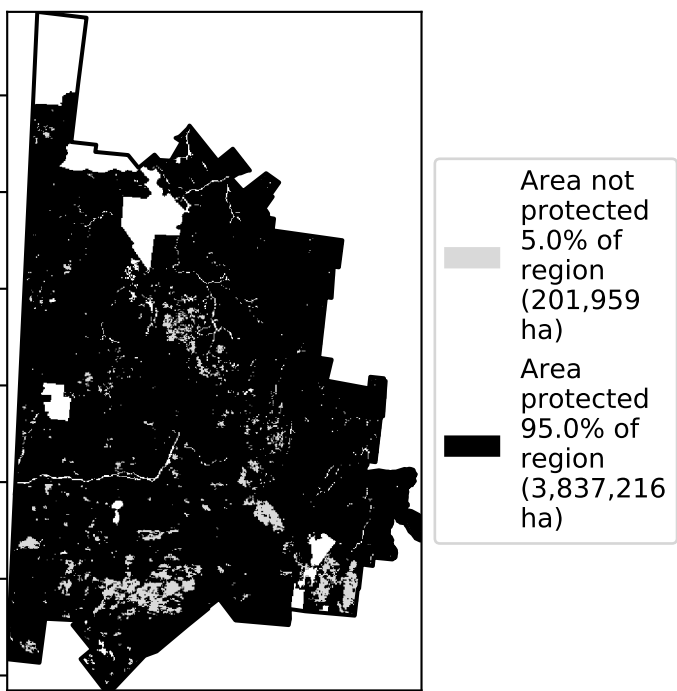 Area not
protected
5.0% of
region
(201,959
ha)
Area
protected
95.0% of
region
(3,837,216
ha)